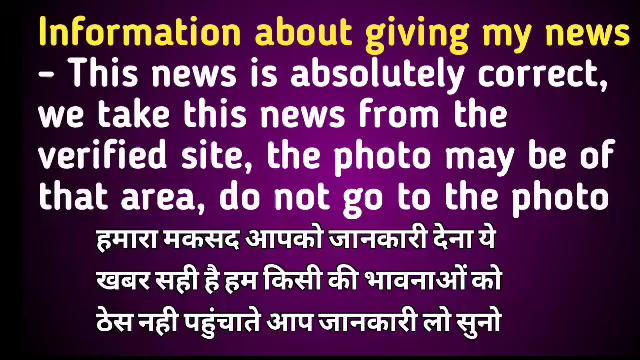 Information about giving my news
- This news is absolutely correct,
we take this news from the
verified site, the photo may be of
that area, do not go to the photo
हमारा मकसद आपको जानकारी देना ये
खबर सही है हम किसी की भावनाओं को
ठेस नही पहुंचाते आप जानकारी लो सुनो